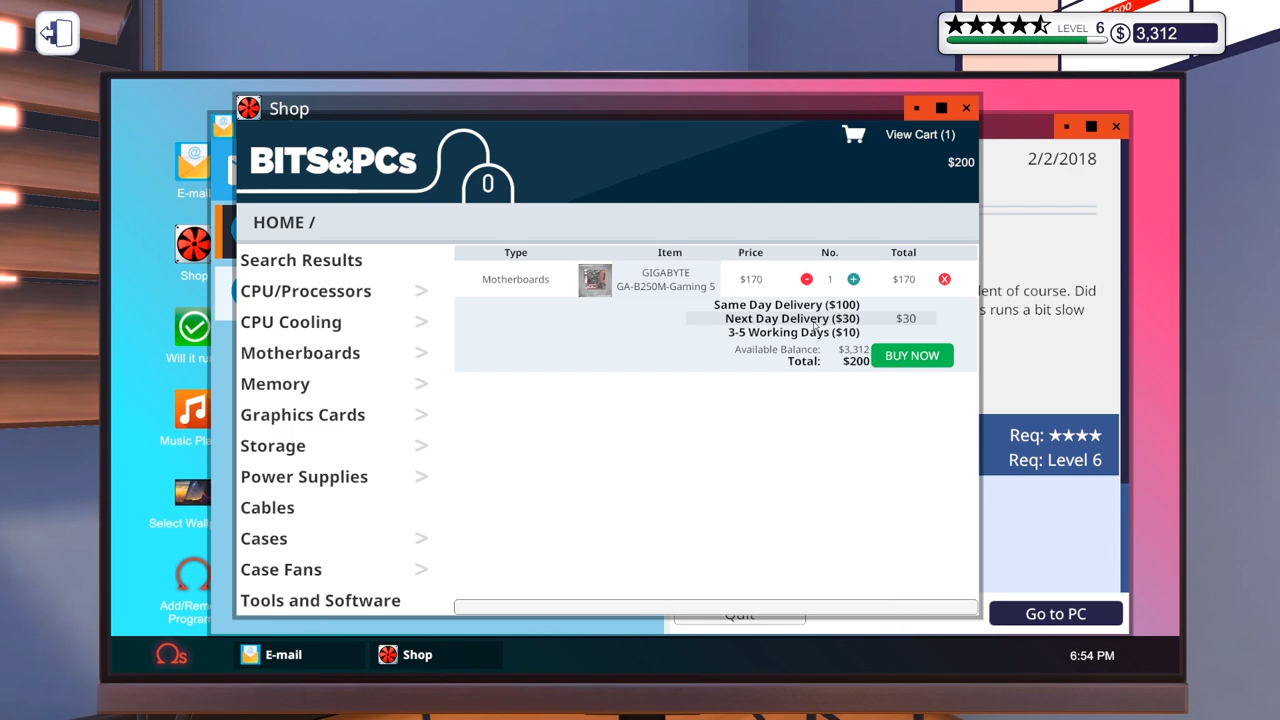 $500
LEVEL 6
$ 3,312
Shop
View Cart (1)
$200
BITS&PCs
HOME /
2/2/2018
Search Results
CPU/Processors >
CPU Cooling >
Motherboards >
Memory >
Graphics Cards >
Storage >
Power Supplies >
Cables
Cases >
Case Fans >
Tools and Software
Type Item Price No. Total
Motherboards GIGABYTE
GA-B250M-Gaming 5 $170 - 1 + $170 X
Same Day Delivery ($100)
Next Day Delivery ($30) $30
3-5 Working Days ($10)
Available Balance: $3,312
Total: $200
BUY NOW
E-mail
Shop
Will it ru
Music Pla
Select Wallp
Add/Rem
Program
ent of course. Did
s runs a bit slow
Req: ★★★★
Req: Level 6
Quit
Go to PC
Ωs
E-mail
Shop
6:54 PM